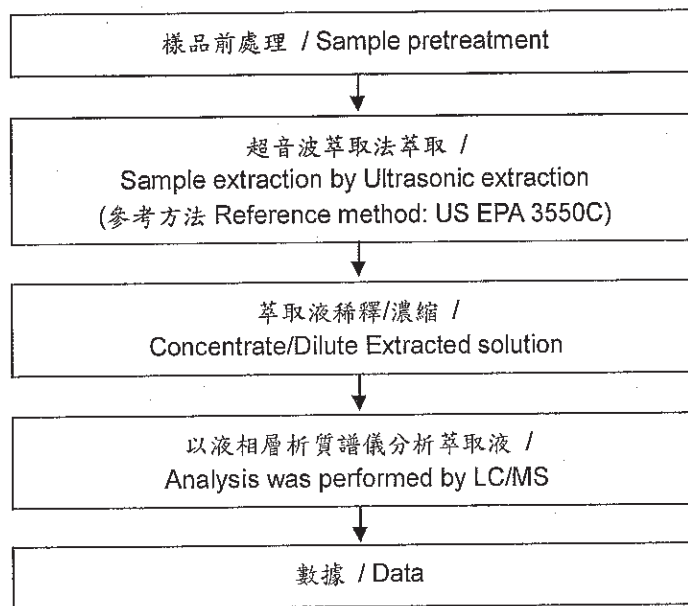 樣品前處理 / Sample pretreatment
超音波萃取法萃取 /
Sample extraction by Ultrasonic extraction
(參考方法 Reference method: US EPA 3550C)
萃取液稀釋/濃縮 /
Concentrate/Dilute Extracted solution
以液相層析質譜儀分析萃取液 /
Analysis was performed by LC/MS
數據 / Data